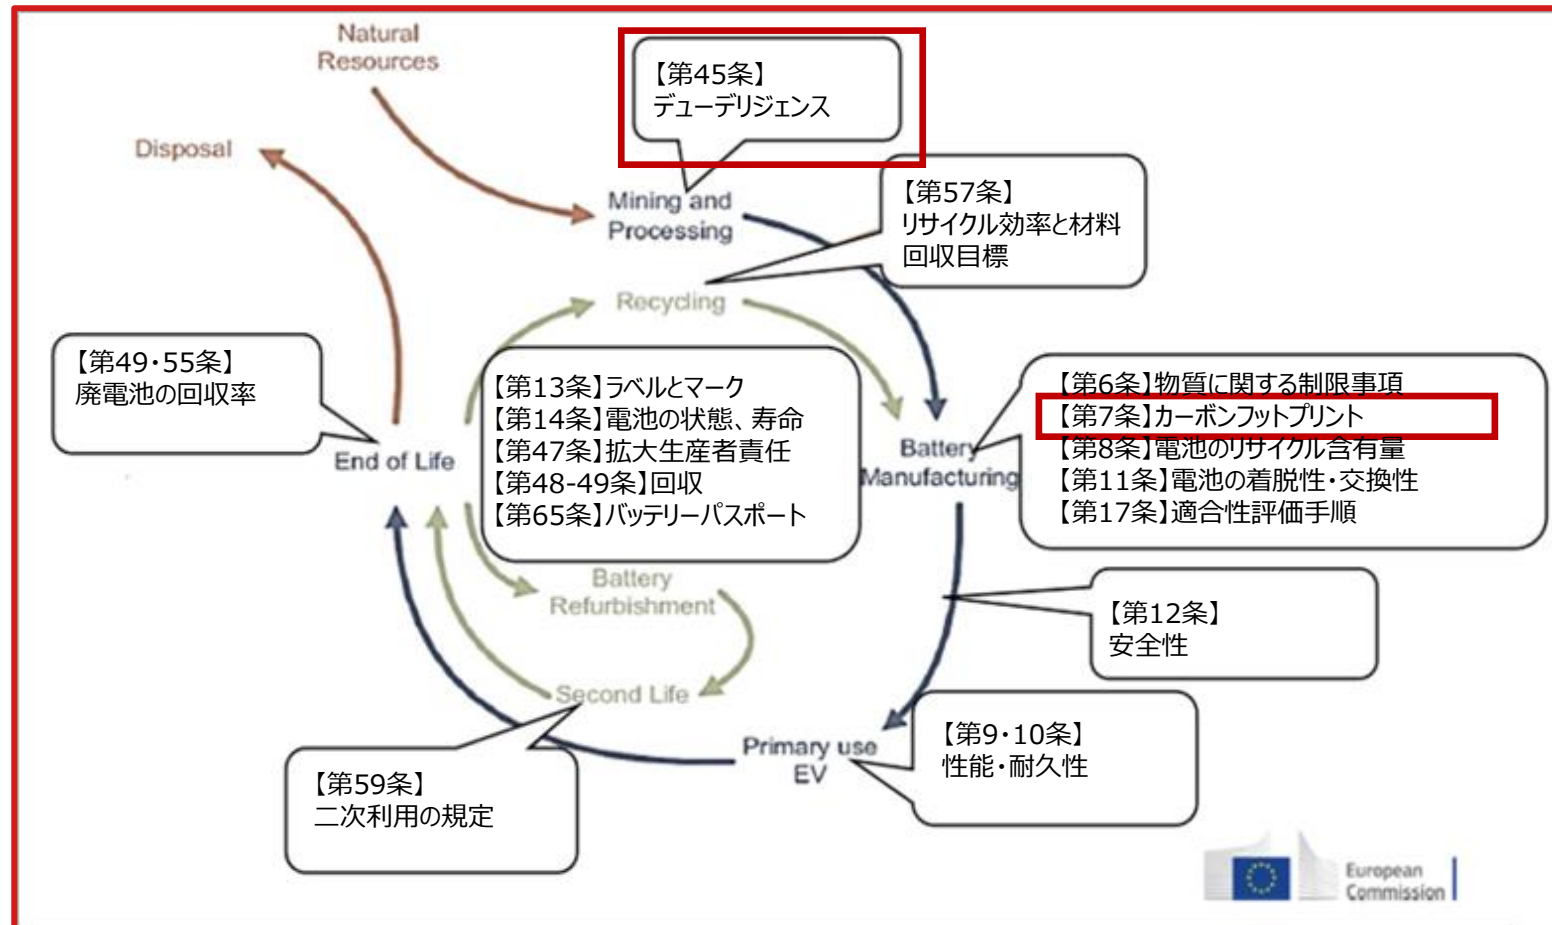 Natural
Resources
【第45条】
デューデリジェンス
Disposal
Mining and
Processing
【第57条】
リサイクル効率と材料
回収目標
Recycling
【第49・55条】
廃電池の回収率
【第13条】ラベルとマーク
【第14条】電池の状態、寿命
【第47条】拡大生産者責任
【第48-49条】回収
【第65条】バッテリーパスポート
【第6条】物質に関する制限事項
【第7条】カーボンフットプリント
【第8条】電池のリサイクル含有量
【第11条】電池の着脱性・交換性
【第17条】適合性評価手順
End of Life
Battery
Manufacturing
Battery
Refurbishment
【第12条】
安全性
Second Life
Primary use
EV
【第9・10条】
性能・耐久性
【第59条】
二次利用の規定
European
Commission